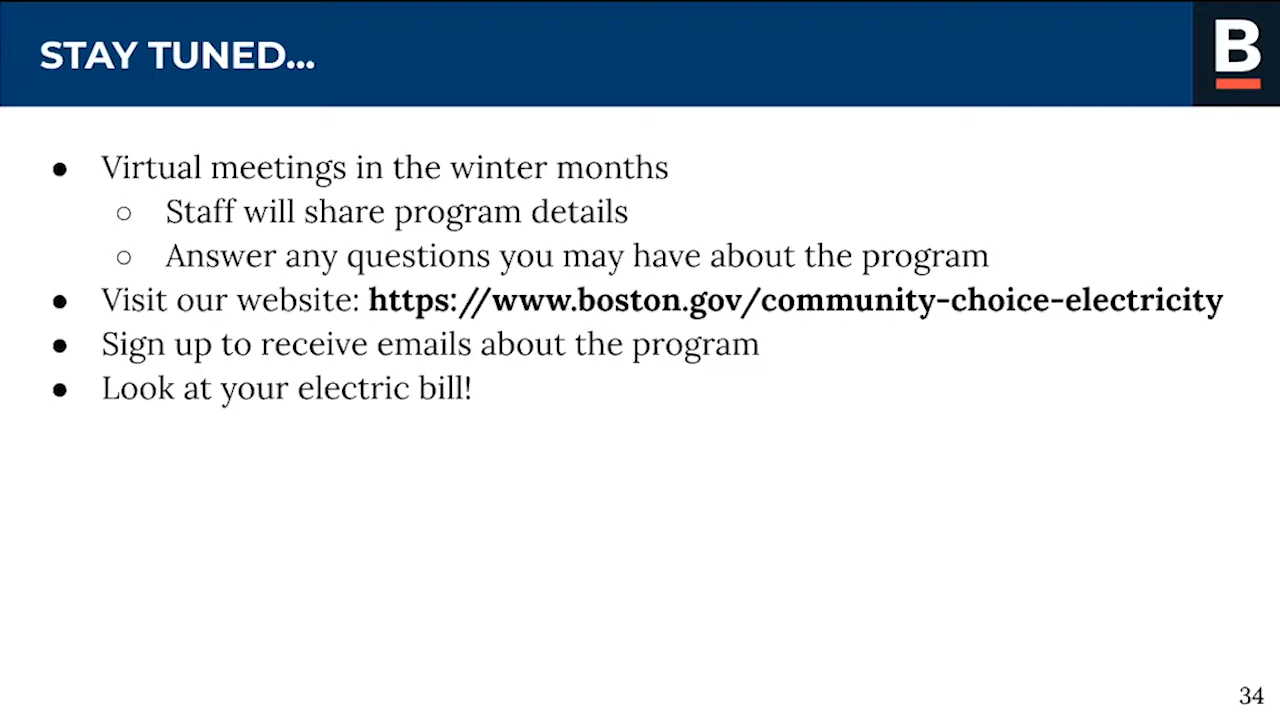 STAY TUNED...
B
● Virtual meetings in the winter months
○ Staff will share program details
○ Answer any questions you may have about the program
● Visit our website: https://www.boston.gov/community-choice-electricity
● Sign up to receive emails about the program
● Look at your electric bill!
34